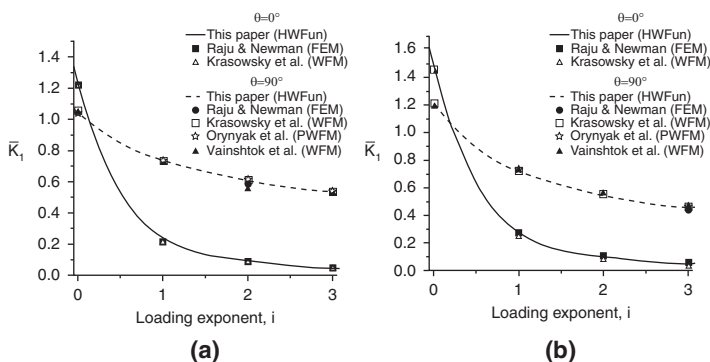 θ=0°
This paper (HWFun)
Raju & Newman (FEM)
Krasowsky et al. (WFM)
θ=90°
This paper (HWFun)
Raju & Newman (FEM)
Krasowsky et al. (WFM)
Orynyak et al. (PWFM)
Vainshtok et al. (WFM)
1.4
1.2
1.0
0.8
0.6
0.4
0.2
0.0
K̅₁
0 1 2 3
Loading exponent, i
(a)
θ=0°
This paper (HWFun)
Raju & Newman (FEM)
Krasowsky et al. (WFM)
θ=90°
This paper (HWFun)
Raju & Newman (FEM)
Krasowsky et al. (WFM)
Orynyak et al. (PWFM)
Vainshtok et al. (WFM)
1.6
1.4
1.2
1.0
0.8
0.6
0.4
0.2
0.0
K̅₁
0 1 2 3
Loading exponent, i
(b)